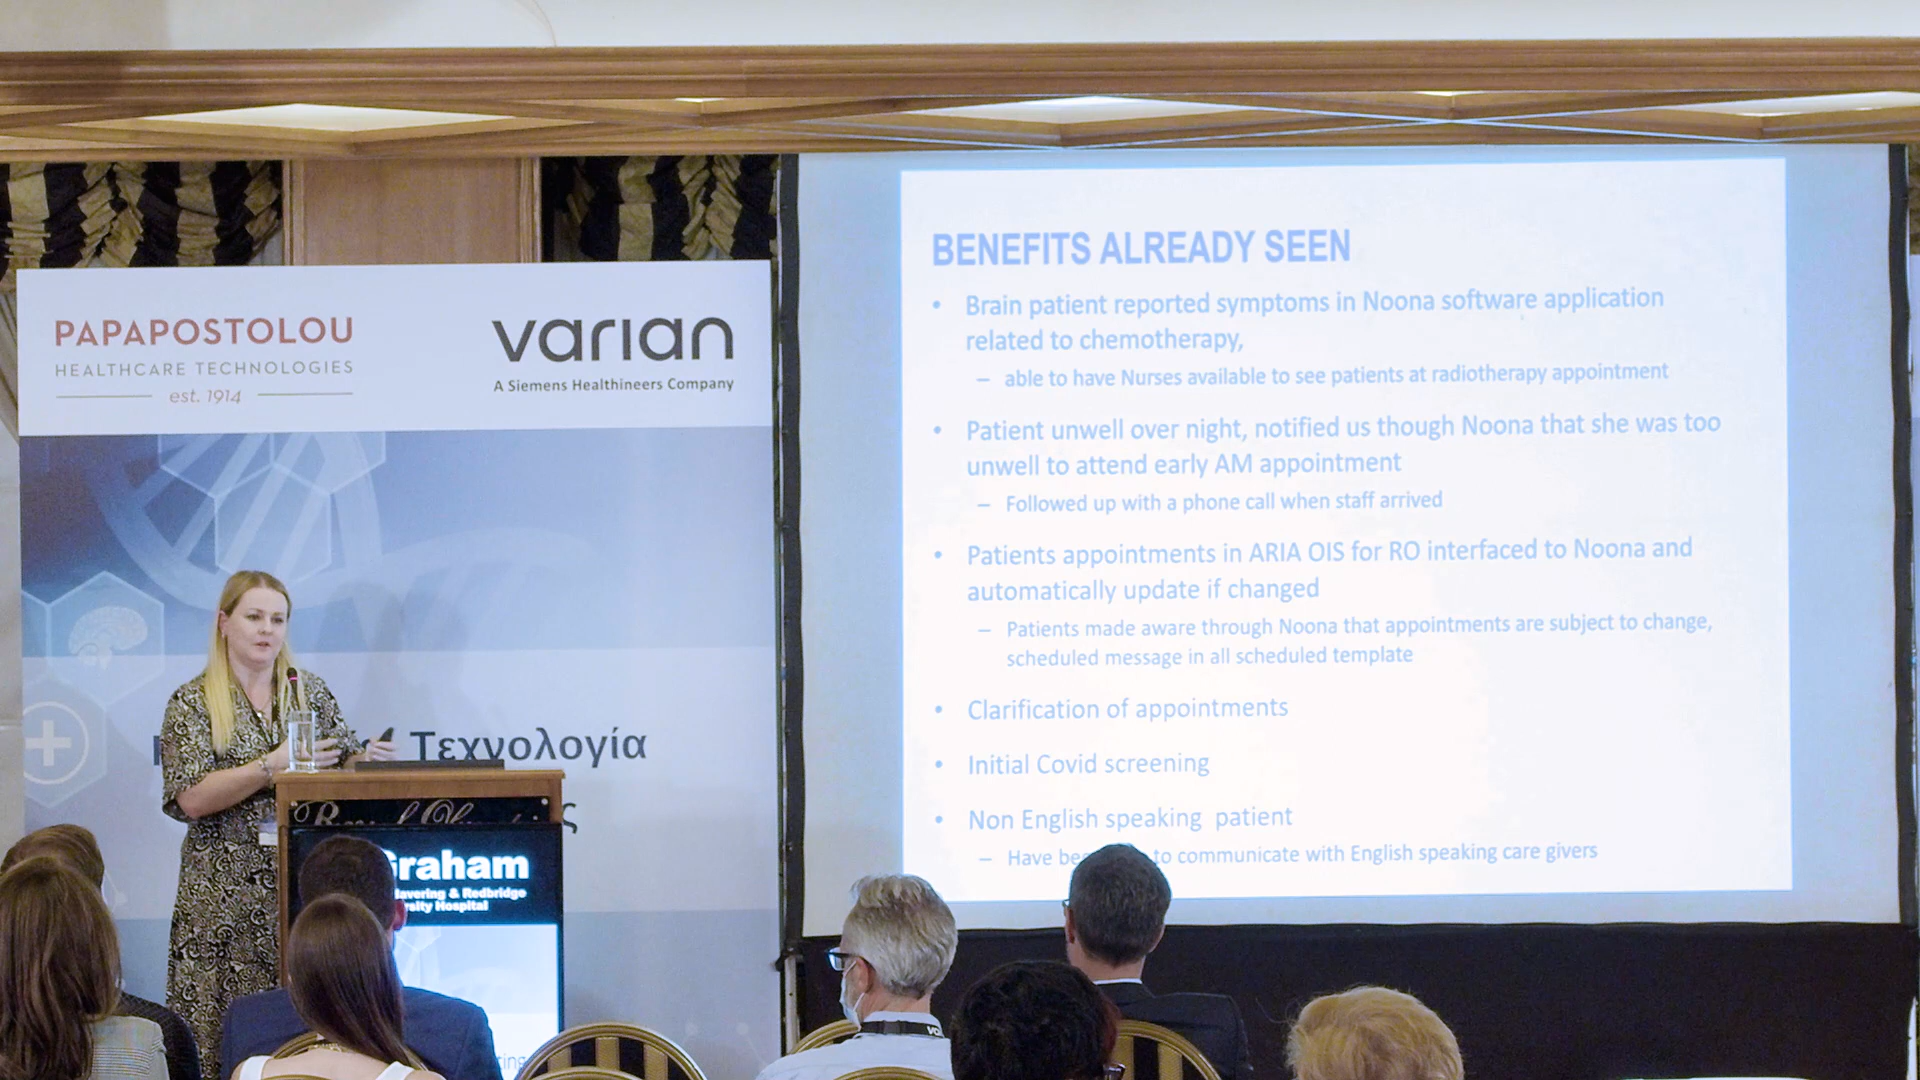 PAPAPOSTOLOU
HEALTHCARE TECHNOLOGIES
est. 1914
varian
A Siemens Healthineers Company
Τεχνολογία
ς
Graham
Havering & Redbridge
rsity Hospital
BENEFITS ALREADY SEEN
• Brain patient reported symptoms in Noona software application
related to chemotherapy,
– able to have Nurses available to see patients at radiotherapy appointment
• Patient unwell over night, notified us though Noona that she was too
unwell to attend early AM appointment
– Followed up with a phone call when staff arrived
• Patients appointments in ARIA OIS for RO interfaced to Noona and
automatically update if changed
– Patients made aware through Noona that appointments are subject to change,
scheduled message in all scheduled template
• Clarification of appointments
• Initial Covid screening
• Non English speaking patient
– Have to communicate with English speaking care givers